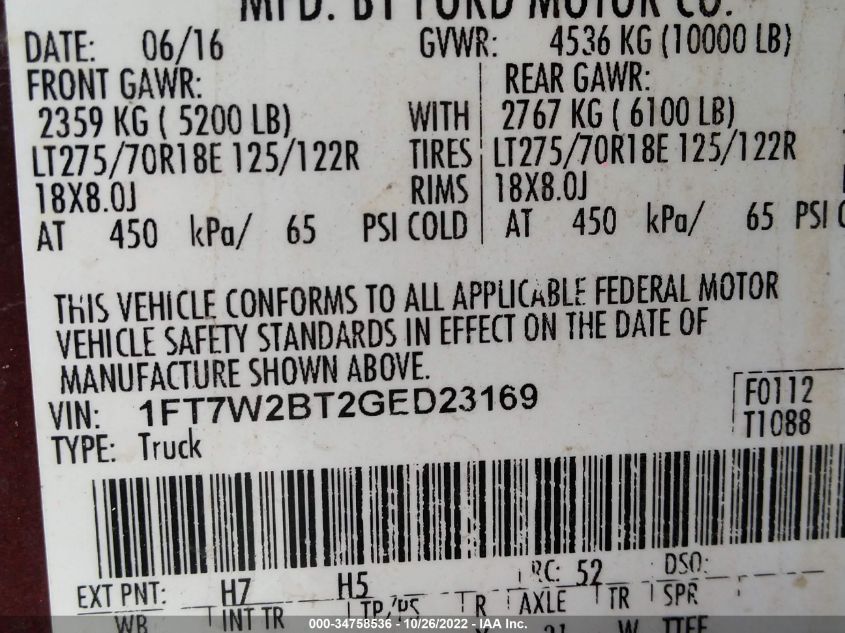 MFD. BY FORD MOTOR CO.
DATE: 06/16 GVWR: 4536 KG (10000 LB)
FRONT GAWR: REAR GAWR:
2359 KG ( 5200 LB) WITH 2767 KG ( 6100 LB)
LT275/70R18E 125/122R TIRES LT275/70R18E 125/122R
18X8.0J RIMS 18X8.0J
AT 450 kPa/ 65 PSI COLD AT 450 kPa/ 65 PSI
THIS VEHICLE CONFORMS TO ALL APPLICABLE FEDERAL MOTOR
VEHICLE SAFETY STANDARDS IN EFFECT ON THE DATE OF
MANUFACTURE SHOWN ABOVE.
VIN: 1FT7W2BT2GED23169 F0112
TYPE: Truck T1088
EXT PNT: H7 H5 RC: 52 DSO:
WB INT TR TP/PS R AXLE TR SPR
000-34758536 - 10/26/2022 - IAA Inc.